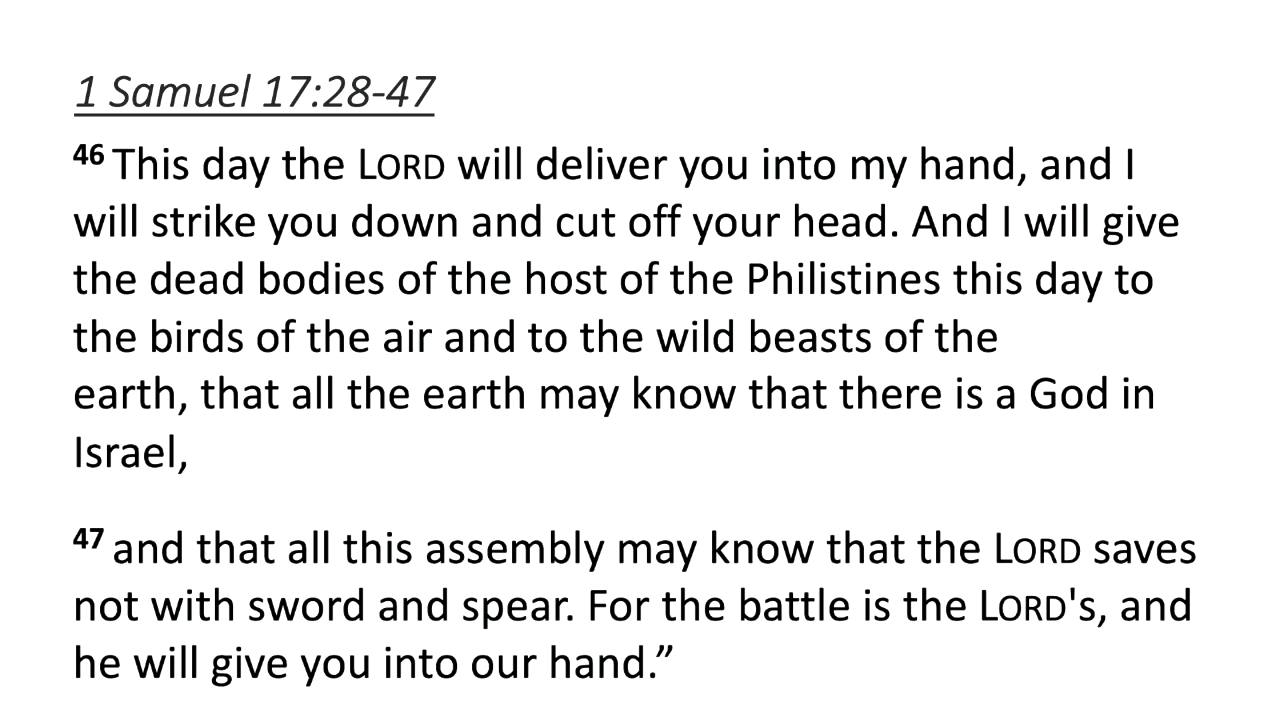 1 Samuel 17:28-47
46 This day the LORD will deliver you into my hand, and I
will strike you down and cut off your head. And I will give
the dead bodies of the host of the Philistines this day to
the birds of the air and to the wild beasts of the
earth, that all the earth may know that there is a God in
Israel,
47 and that all this assembly may know that the LORD saves
not with sword and spear. For the battle is the LORD's, and
he will give you into our hand.”